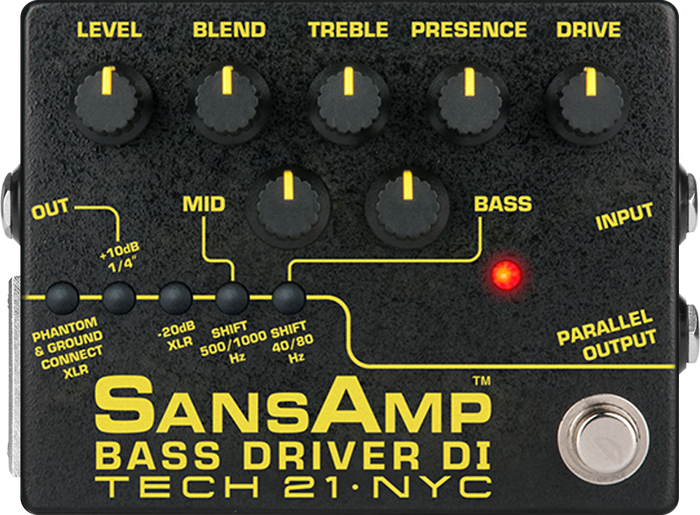 LEVEL BLEND TREBLE PRESENCE DRIVE
MID BASS
OUT
+10dB
1/4"
INPUT
PHANTOM
& GROUND
CONNECT
XLR
-20dB
XLR
SHIFT
500/1000
Hz
SHIFT
40/80
Hz
PARALLEL
OUTPUT
SANSAMP™
BASS DRIVER DI
TECH 21·NYC